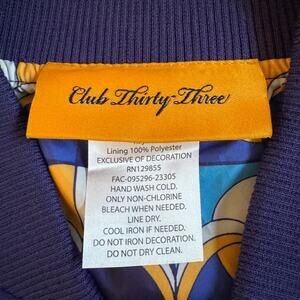 Club Thirty-Three
Lining 100% Polyester
EXCLUSIVE OF DECORATION
RN129855
FAC-095296-23305
HAND WASH COLD.
ONLY NON-CHLORINE
BLEACH WHEN NEEDED.
LINE DRY.
COOL IRON IF NEEDED.
DO NOT IRON DECORATION.
DO NOT DRY CLEAN.